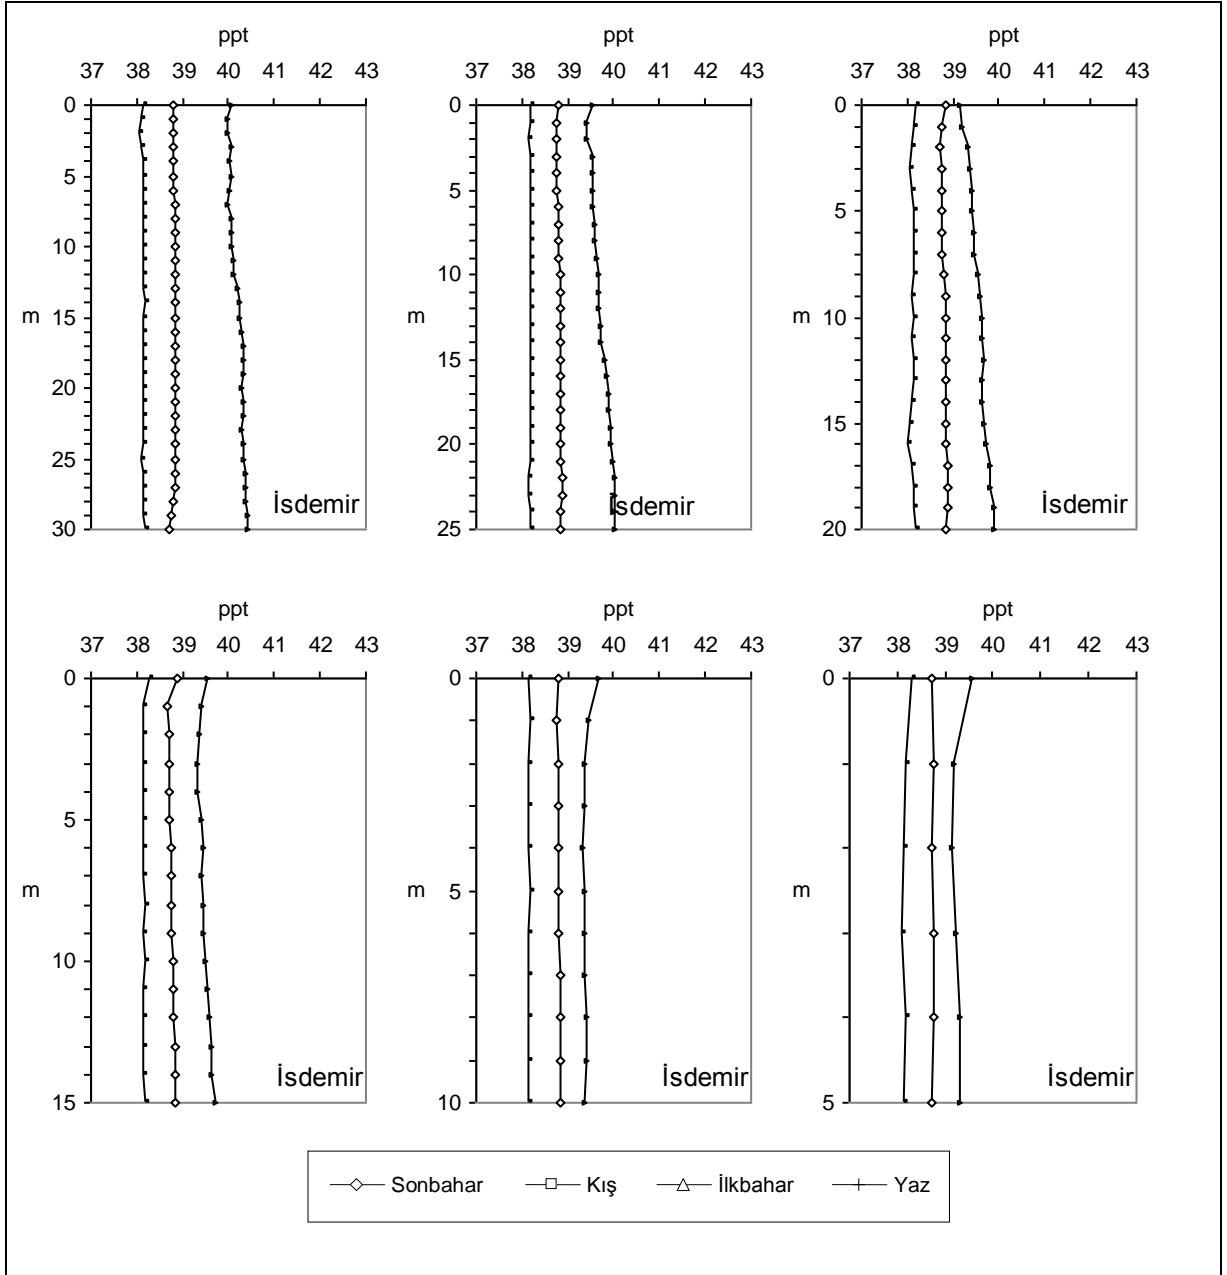 ppt ppt ppt
37 38 39 40 41 42 43 37 38 39 40 41 42 43 37 38 39 40 41 42 43
0 0 0
5 5 5
10 10
m 15 m m 10
15
20
20 15
25
30 İsdemir 25 İsdemir 20 İsdemir
ppt ppt ppt
37 38 39 40 41 42 43 37 38 39 40 41 42 43 37 38 39 40 41 42 43
0 0 0
5
m m 5 m
10
İsdemir İsdemir İsdemir
15 10 5
Sonbahar Kış İlkbahar Yaz